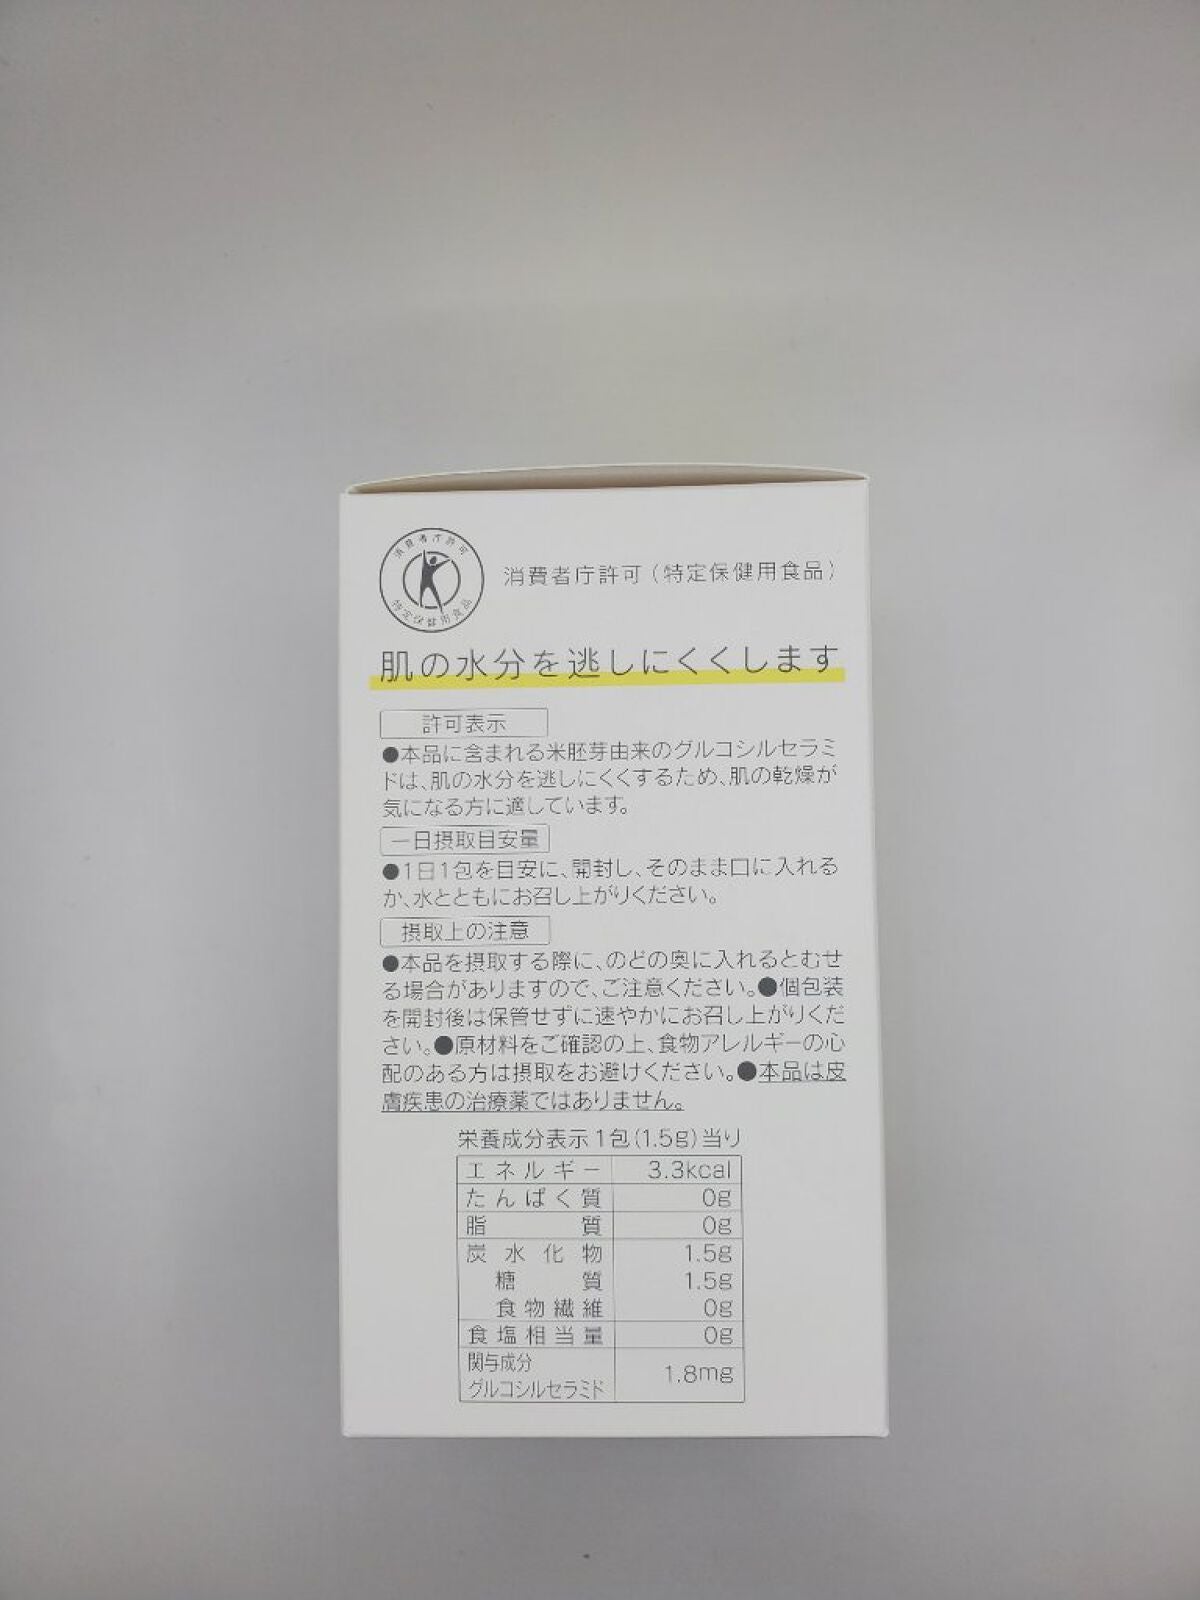 消費者庁許可
特定保健用食品
消費者庁許可（特定保健用食品）
肌の水分を逃しにくくします
許可表示
●本品に含まれる米胚芽由来のグルコシルセラミ
ドは、肌の水分を逃しにくくするため、肌の乾燥が
気になる方に適しています。
一日摂取目安量
●1日1包を目安に、開封し、そのまま口に入れる
か、水とともにお召し上がりください。
摂取上の注意
●本品を摂取する際に、のどの奥に入れるとむせ
る場合がありますので、ご注意ください。●個包装
を開封後は保管せずに速やかにお召し上がりくだ
さい。●原材料をご確認の上、食物アレルギーの心
配のある方は摂取をお避けください。●本品は皮
膚疾患の治療薬ではありません。
栄養成分表示1包(1.5g)当り
エネルギー 3.3kcal
たんぱく質 0g
脂質 0g
炭水化物 1.5g
糖質 1.5g
食物繊維 0g
食塩相当量 0g
関与成分
グルコシルセラミド 1.8mg